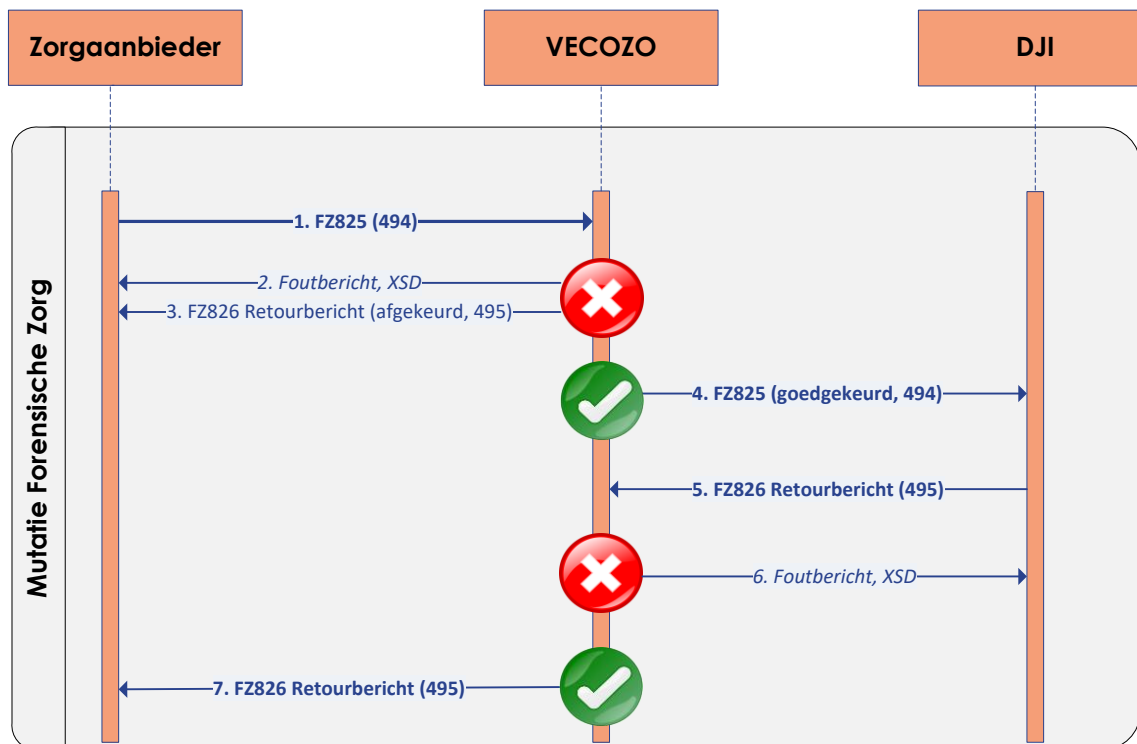 Zorgaanbieder
VECOZO
DJI
Mutatie Forensische Zorg
1. FZ825 (494)
2. Foutbericht, XSD
3. FZ826 Retourbericht (afgekeurd, 495)
4. FZ825 (goedgekeurd, 494)
5. FZ826 Retourbericht (495)
6. Foutbericht, XSD
7. FZ826 Retourbericht (495)